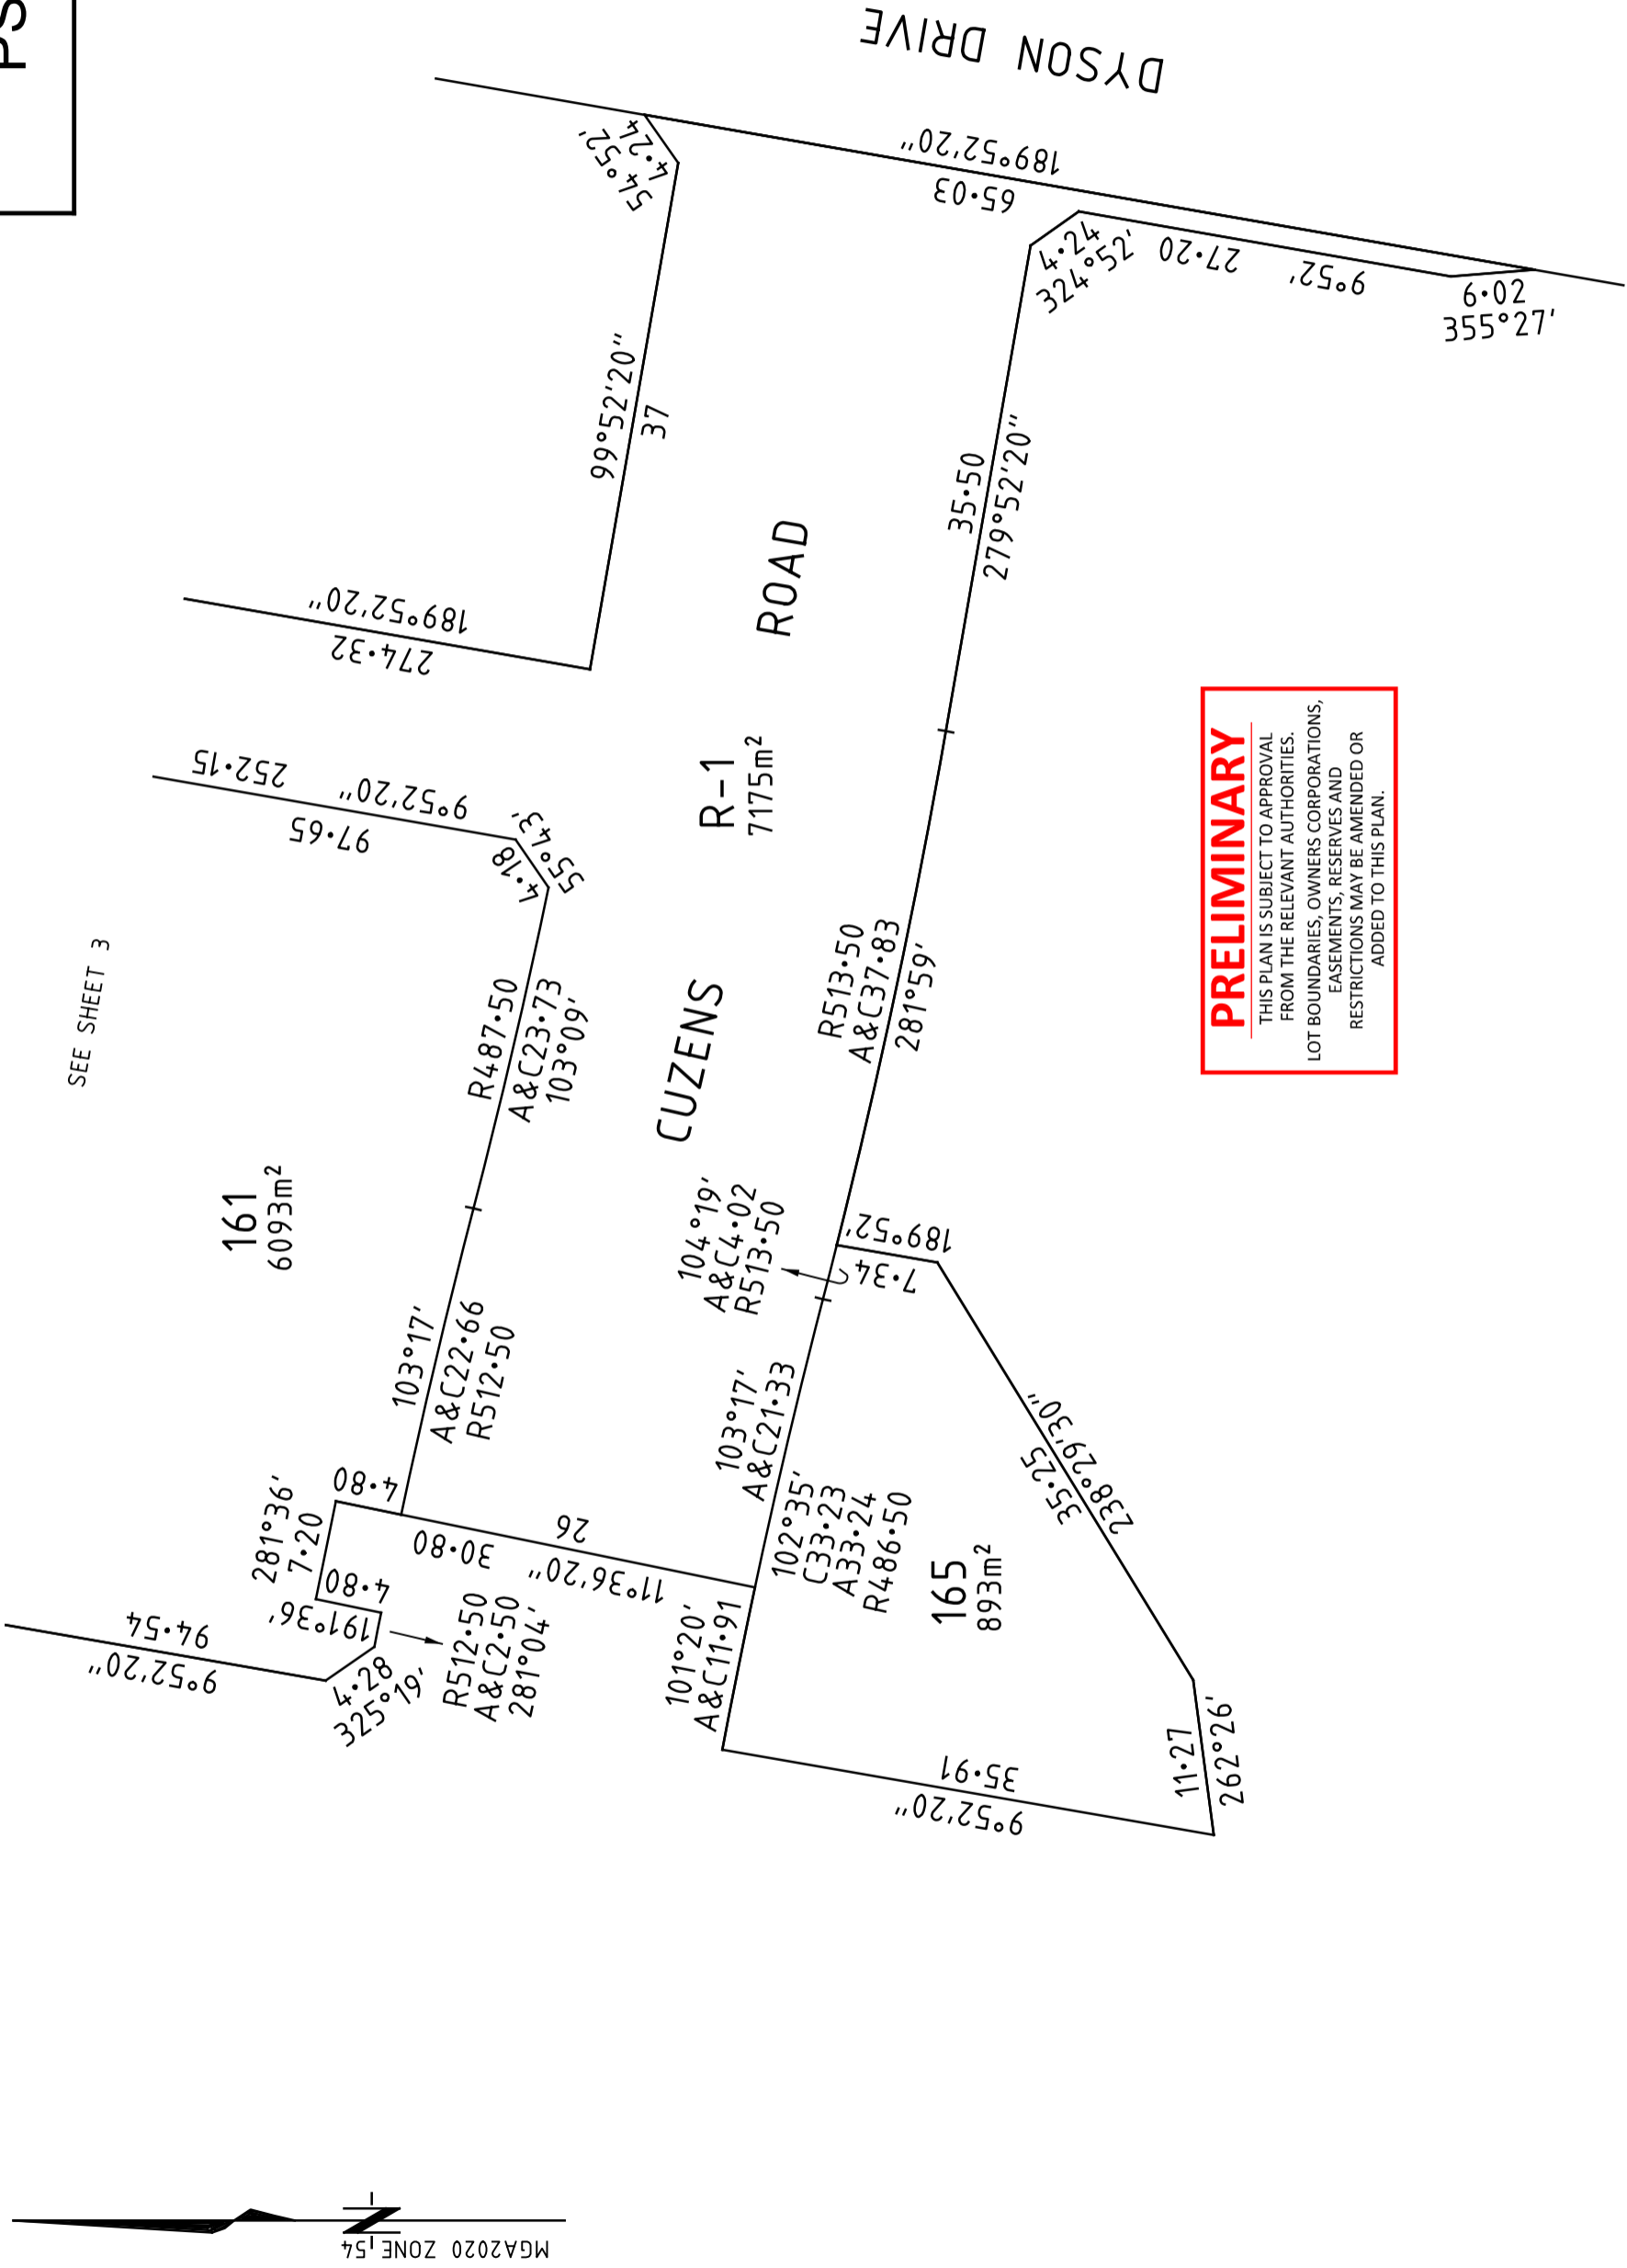 PS
DYSON DRIVE
189°52'20"
65·03
54°52'
4·24
99°52'20"
37
4·24
324°52'
27·20
9°52'
6·02
355°27'
35·50
279°52'20"
ROAD
189°52'20"
274·32
252·15
9°52'20"
97·65
4·18
55°43'
R-1
7175m²
SEE SHEET 3
R487·50
A&C23·73
103°09'
CUZENS
R513·50
A&C37·83
281°59'
PRELIMINARY
THIS PLAN IS SUBJECT TO APPROVAL
FROM THE RELEVANT AUTHORITIES.
LOT BOUNDARIES, OWNERS CORPORATIONS,
EASEMENTS, RESERVES AND
RESTRICTIONS MAY BE AMENDED OR
ADDED TO THIS PLAN.
161
6093m²
104°19'
A&C4·02
R513·50
189°52'
7·34
103°17'
A&C22·66
R512·50
103°17'
A&C21·33
281°36'
7·20
4·80
30·80
26
11°36'20"
4·80
191°36'
102°35'
C33·23
A33·24
R486·50
165
893m²
35·25
238°29'30"
94·54
9°52'20"
4·28
325°19'
R512·50
A&C2·50
281°04'
101°20'
A&C11·91
35·91
9°52'20"
11·27
262°26'
MGA2020 ZONE 54
N